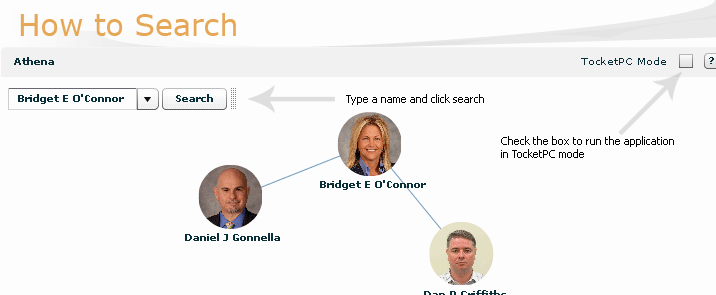 How to Search
Athena
TocketPC Mode
?
Bridget E O'Connor
Search
Type a name and click search
Check the box to run the application
in TocketPC mode
Bridget E O'Connor
Daniel J Gonnella
Dan P Griffiths